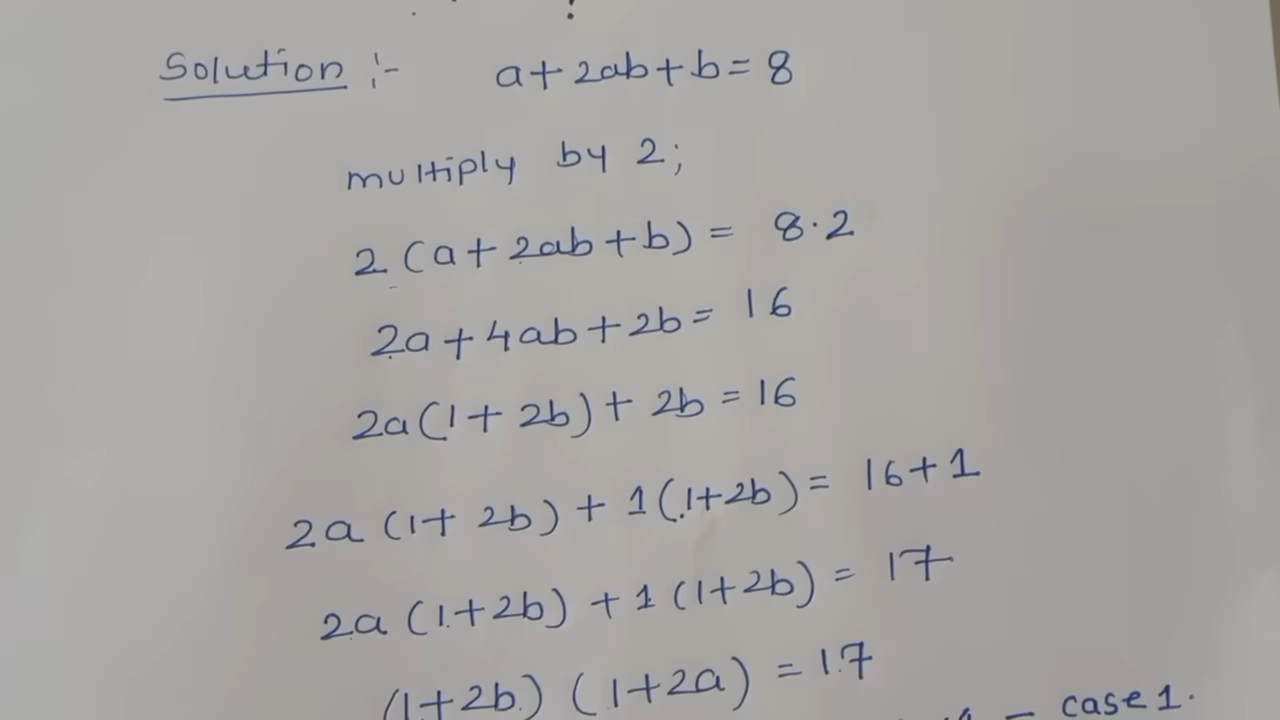 Solution :- a+2ab+b=8
multiply by 2;
2(a+2ab+b) = 8·2
2a+4ab+2b= 16
2a(1+2b)+ 2b =16
2a (1+ 2b) + 1(1+2b)= 16+1
2a (1+2b) +1 (1+2b) = 17
(1+2b) (1+2a) =17
- case 1.